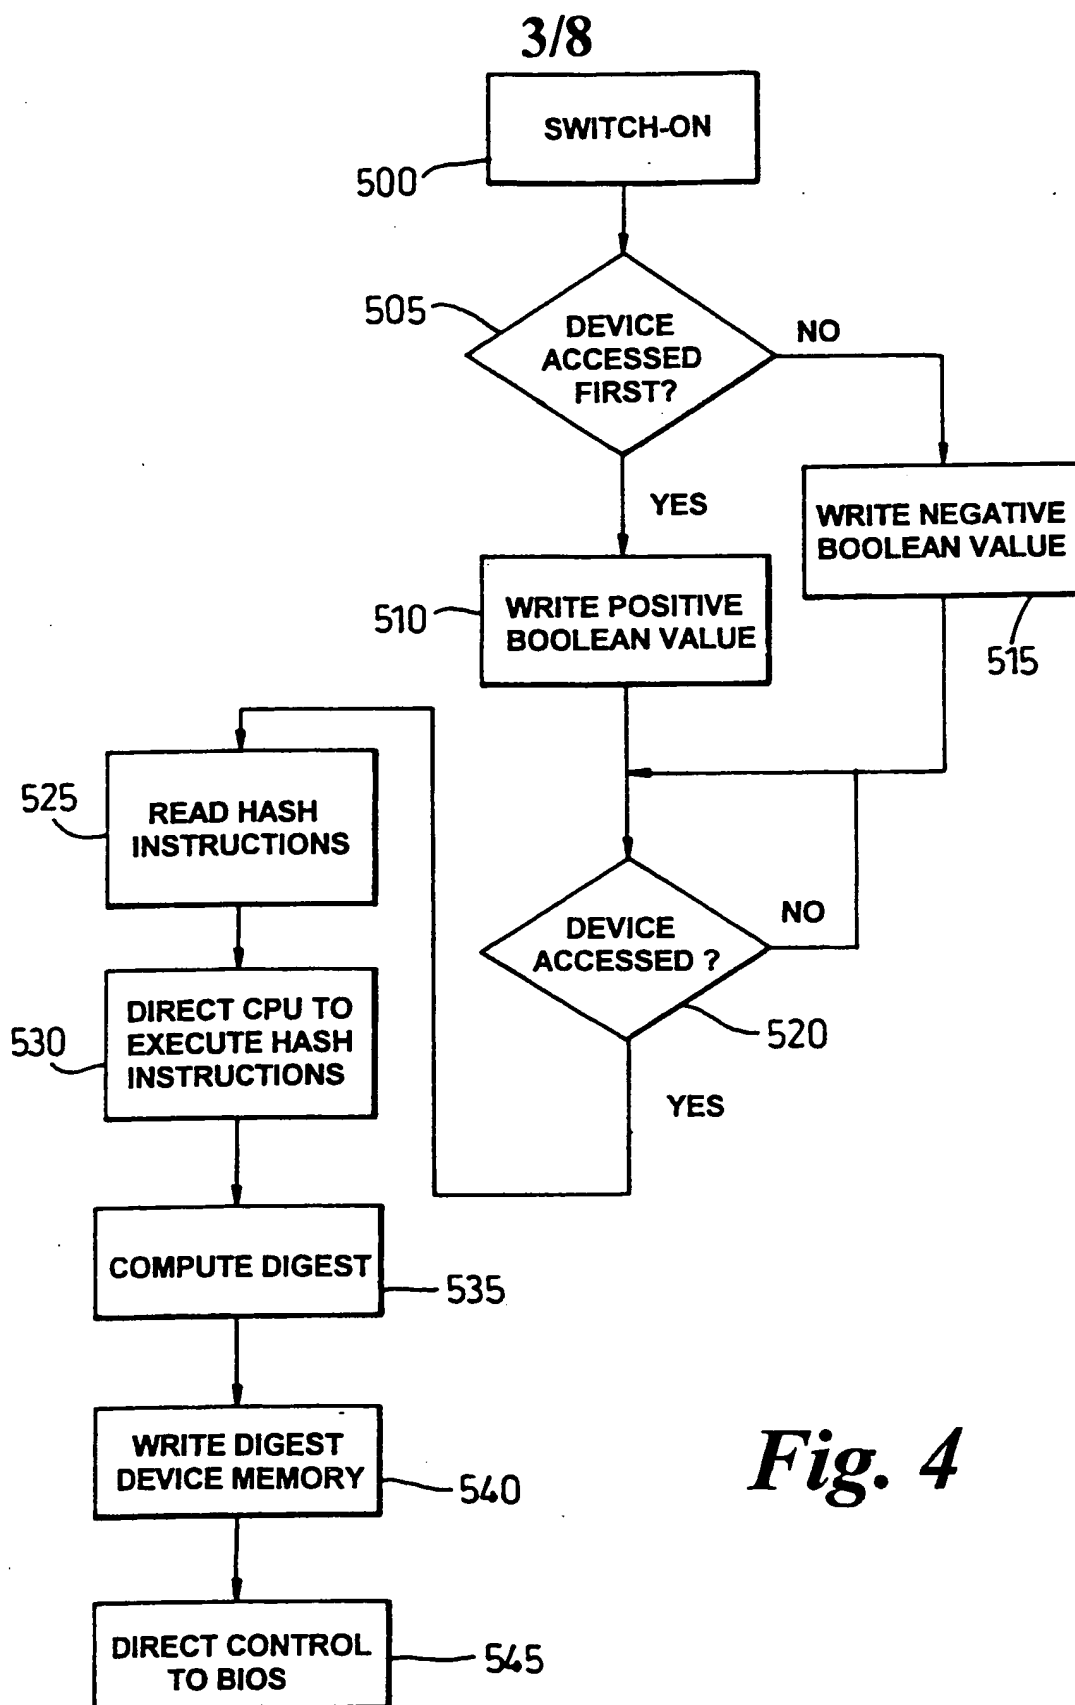 3/8
SWITCH-ON
500
505
DEVICE
ACCESSED
FIRST?
NO
YES
WRITE NEGATIVE
BOOLEAN VALUE
515
510
WRITE POSITIVE
BOOLEAN VALUE
525
READ HASH
INSTRUCTIONS
DEVICE
ACCESSED ?
NO
520
YES
530
DIRECT CPU TO
EXECUTE HASH
INSTRUCTIONS
COMPUTE DIGEST
535
WRITE DIGEST
DEVICE MEMORY
540
Fig. 4
DIRECT CONTROL
TO BIOS
545